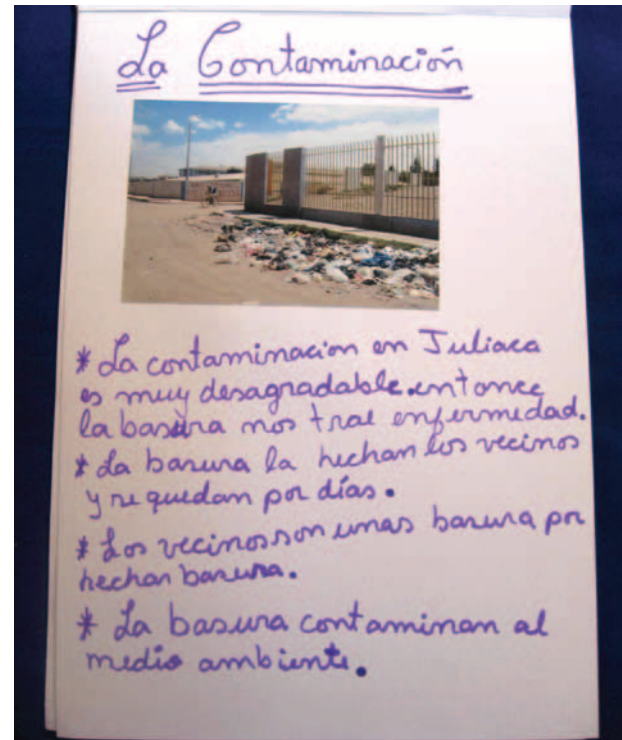 La Contaminación
* La contaminacion en Juliaca
es muy desagradable.entonce
la basura nos trae enfermedad.
* La basura la hechan los vecinos
y se quedan por días.
* Los vecinos son unas basura por
hechan basura.
* La basura contaminan al
medio ambiente.